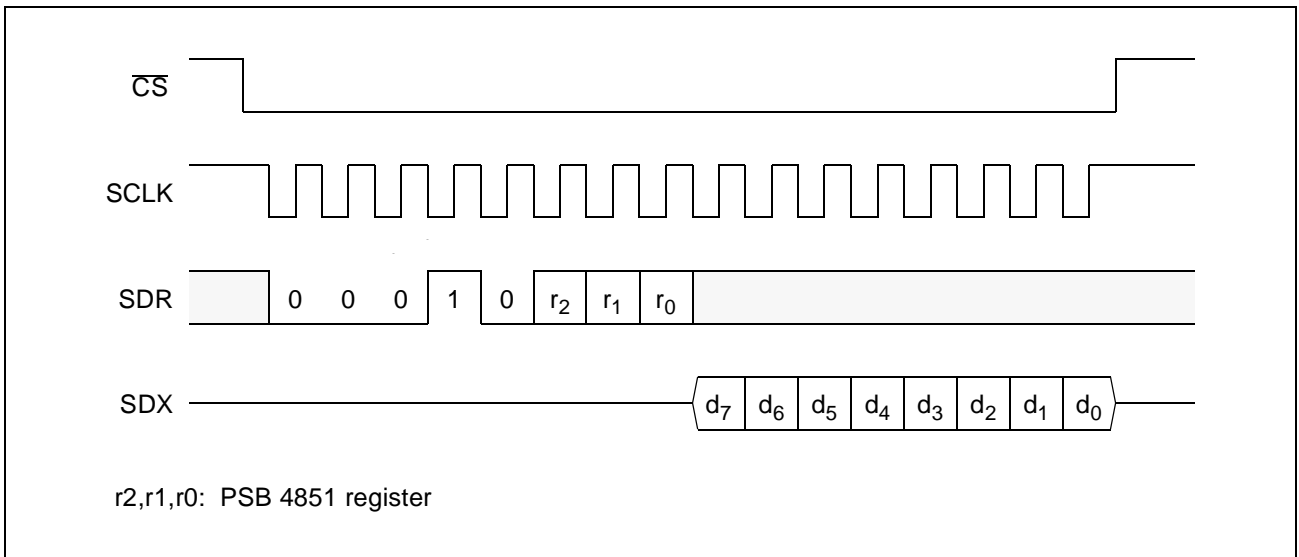 C̅S̅
SCLK
SDR 0 0 0 1 0 r₂ r₁ r₀
SDX d₇ d₆ d₅ d₄ d₃ d₂ d₁ d₀
r2,r1,r0: PSB 4851 register